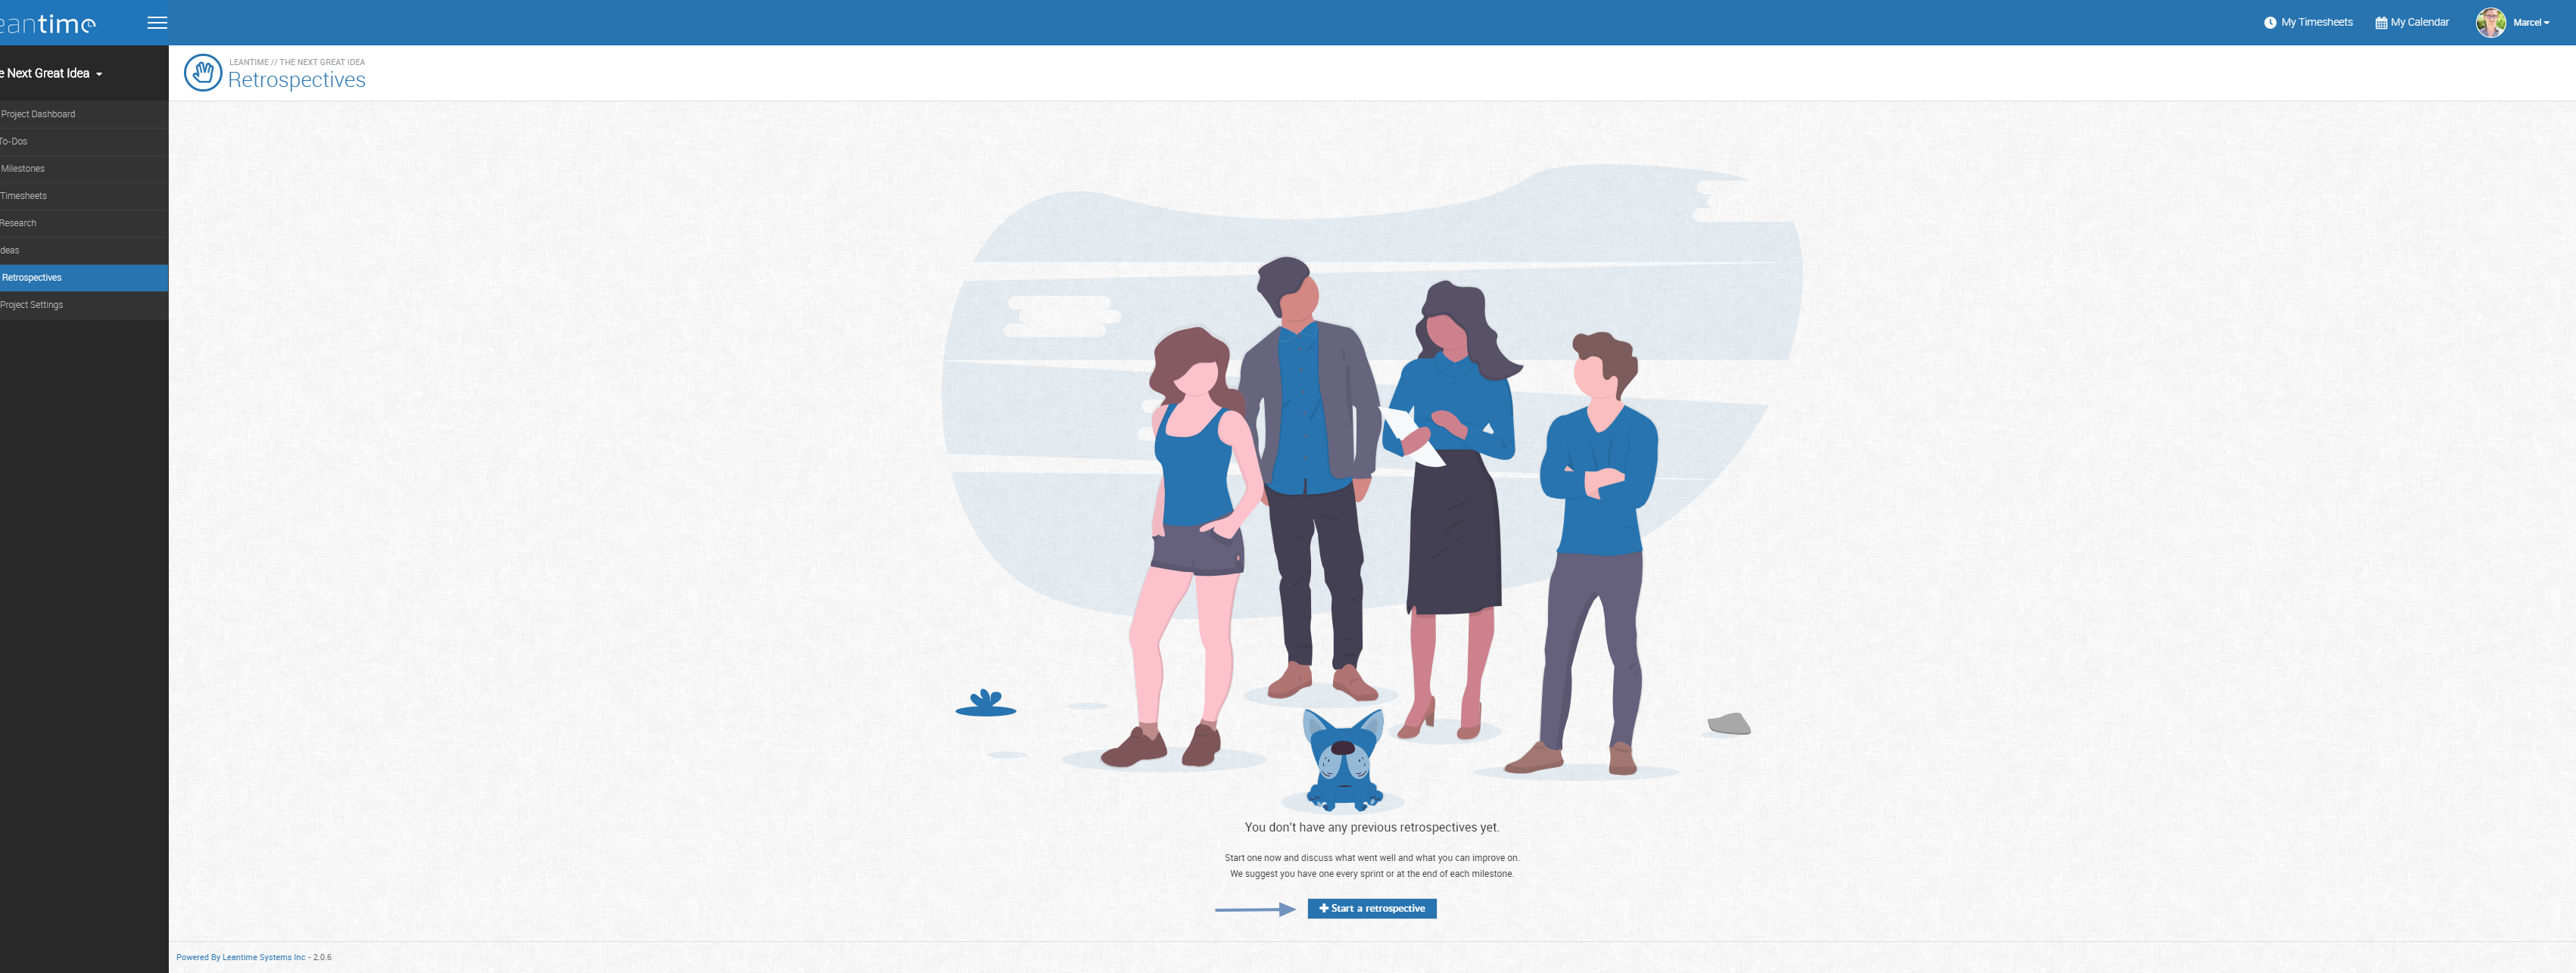 eantime
My Timesheets
My Calendar
Marcel
e Next Great Idea
Project Dashboard
To-Dos
Milestones
Timesheets
Research
deas
Retrospectives
Project Settings
LEANTIME // THE NEXT GREAT IDEA
Retrospectives
You don't have any previous retrospectives yet.
Start one now and discuss what went well and what you can improve on.
We suggest you have one every sprint or at the end of each milestone.
Start a retrospective
Powered By Leantime Systems Inc - 2.0.6